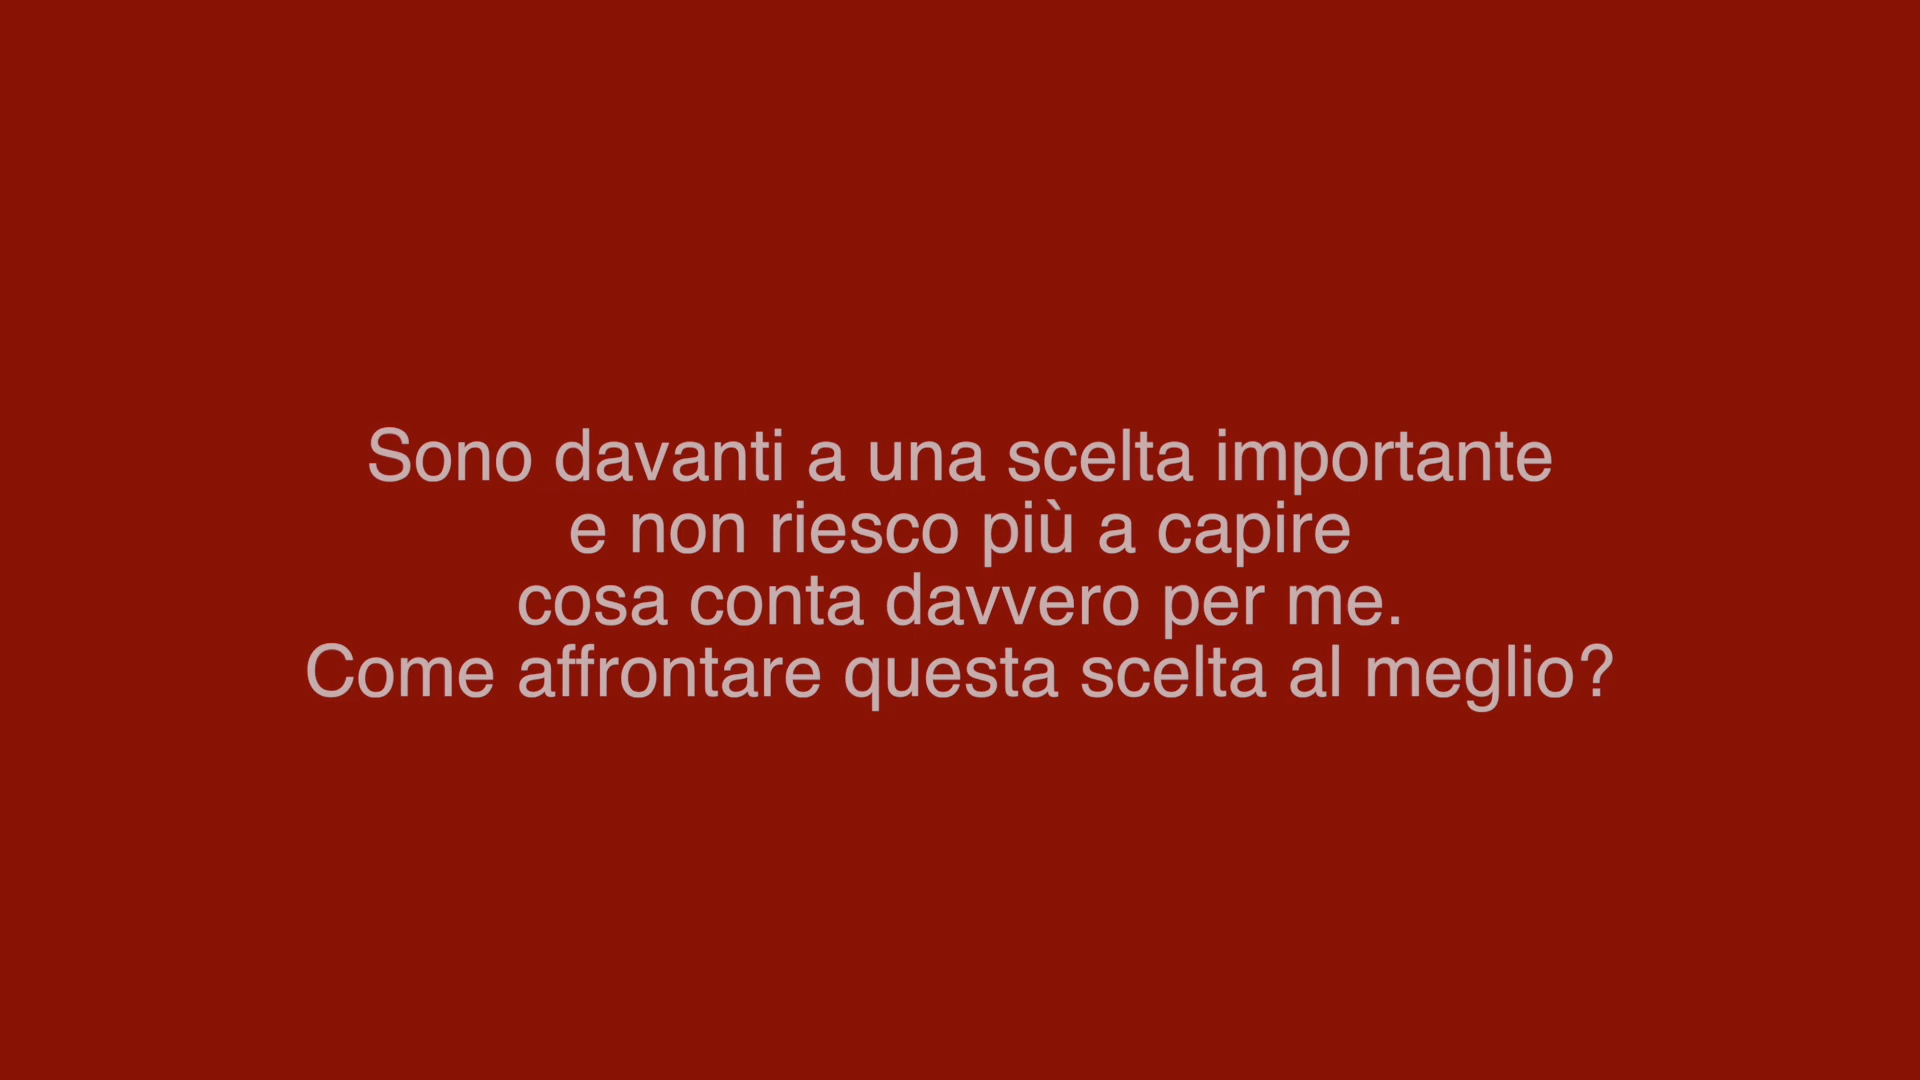 Sono davanti a una scelta importante
e non riesco più a capire
cosa conta davvero per me.
Come affrontare questa scelta al meglio?